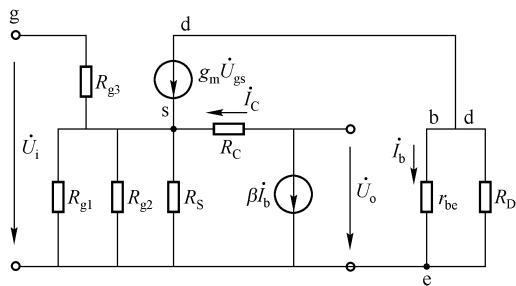 g
d
R_g3
g_m U̇_gs
s
İ_C
R_C
b
d
U̇_i
R_g1
R_g2
R_S
βİ_b
U̇_o
İ_b
r_be
R_D
e